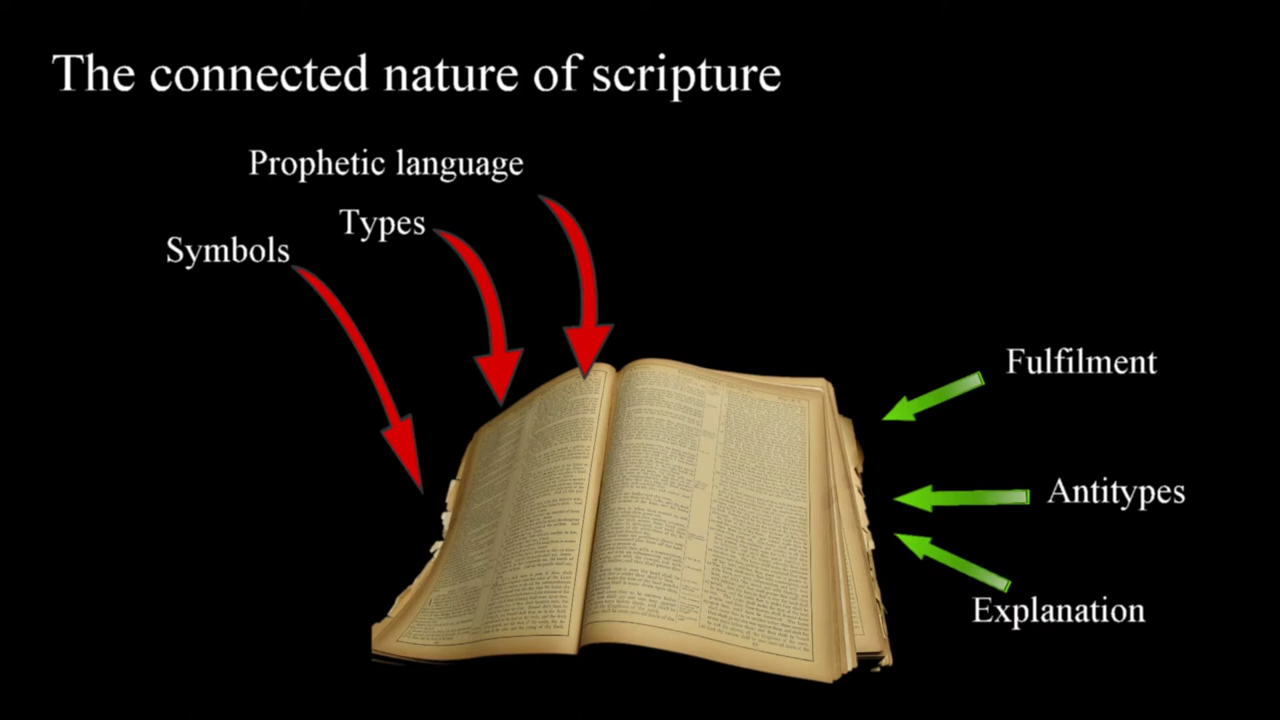 The connected nature of scripture
Prophetic language
Types
Symbols
Fulfilment
Antitypes
Explanation